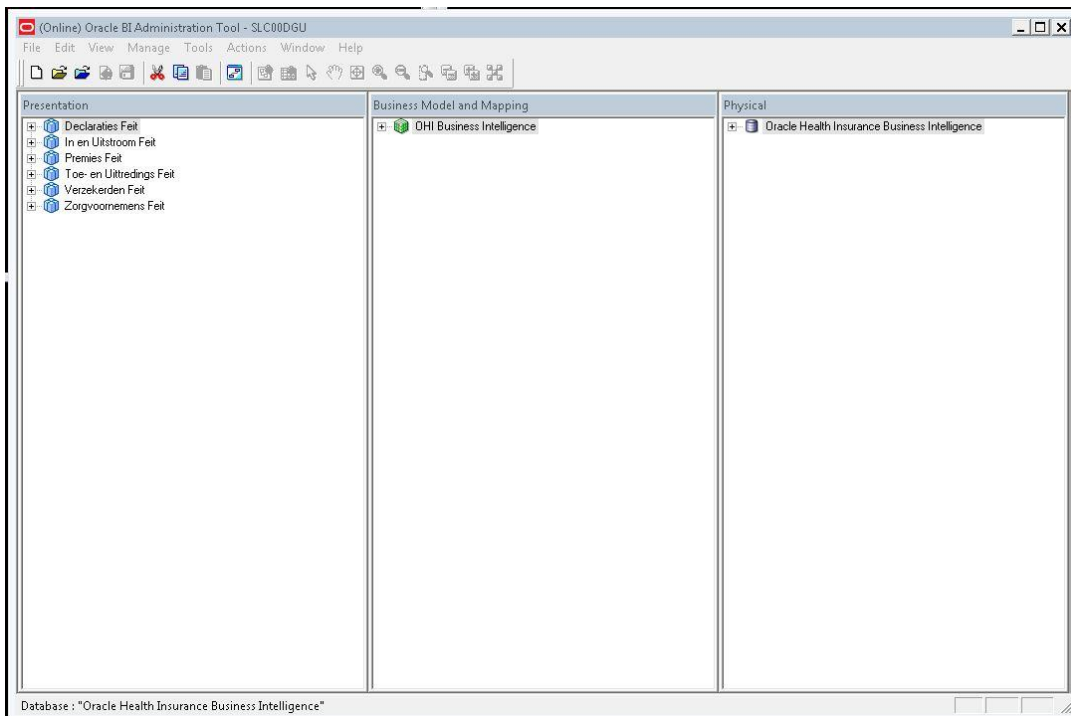 (Online) Oracle BI Administration Tool - SLC00DGU
File Edit View Manage Tools Actions Window Help
Presentation
Declaraties Feit
In en Uitstroom Feit
Premies Feit
Toe- en Uittredings Feit
Verzekerden Feit
Zorgvoornemens Feit
Business Model and Mapping
OHI Business Intelligence
Physical
Oracle Health Insurance Business Intelligence
Database : "Oracle Health Insurance Business Intelligence"